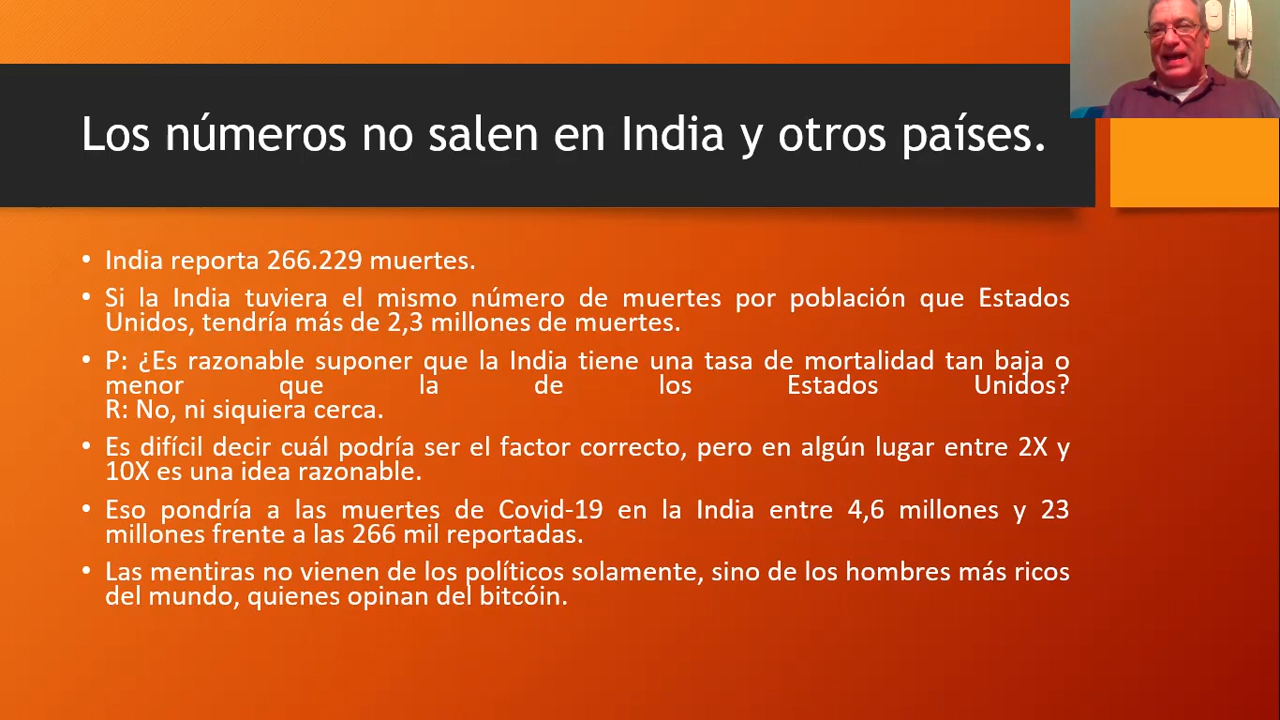 Los números no salen en India y otros países.
• India reporta 266.229 muertes.
• Si la India tuviera el mismo número de muertes por población que Estados
Unidos, tendría más de 2,3 millones de muertes.
• P: ¿Es razonable suponer que la India tiene una tasa de mortalidad tan baja o
menor que la de los Estados Unidos?
R: No, ni siquiera cerca.
• Es difícil decir cuál podría ser el factor correcto, pero en algún lugar entre 2X y
10X es una idea razonable.
• Eso pondría a las muertes de Covid-19 en la India entre 4,6 millones y 23
millones frente a las 266 mil reportadas.
• Las mentiras no vienen de los políticos solamente, sino de los hombres más ricos
del mundo, quienes opinan del bitcóin.